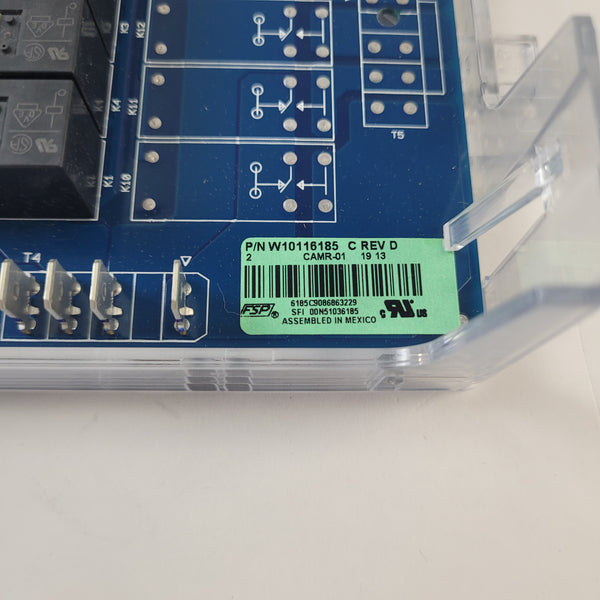 K3
K12
K4
K11
K1
K10
T5
T4
P/N W10116185 C REV D
2 CAMR-01 19 13
6185C9086863229
FSP®
SFI 00N51036185
ASSEMBLED IN MEXICO
C UR US